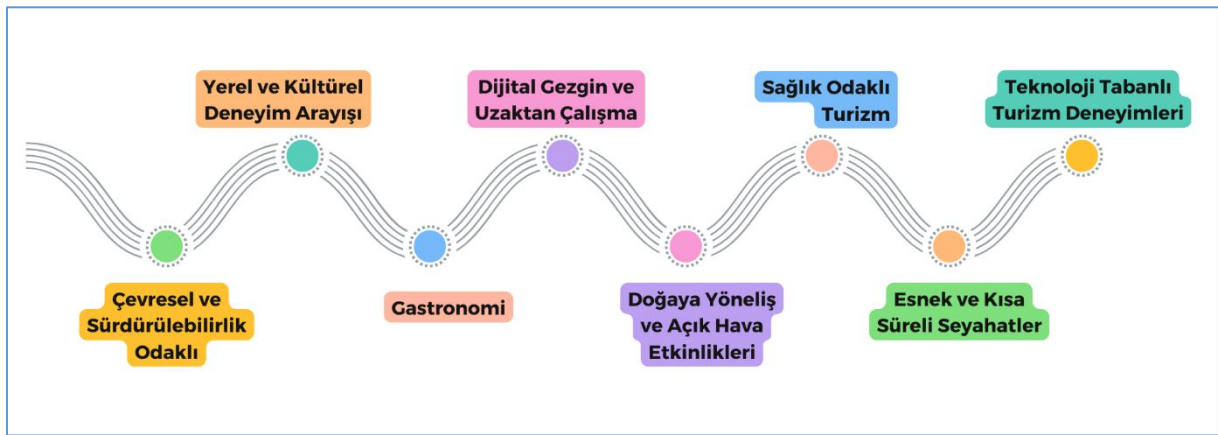 Yerel ve Kültürel
Deneyim Arayışı
Dijital Gezgin ve
Uzaktan Çalışma
Sağlık Odaklı
Turizm
Teknoloji Tabanlı
Turizm Deneyimleri
Çevresel ve
Sürdürülebilirlik
Odaklı
Gastronomi
Doğaya Yöneliş
ve Açık Hava
Etkinlikleri
Esnek ve Kısa
Süreli Seyahatler